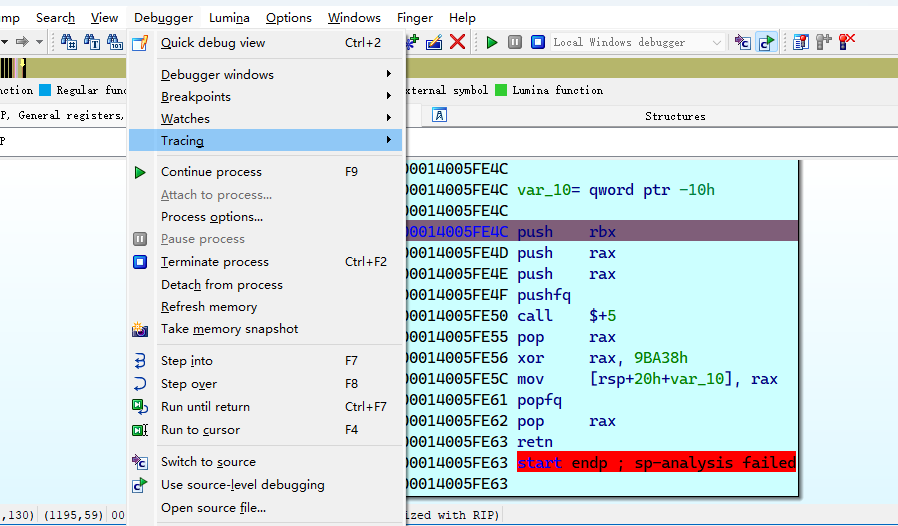 Search View Debugger Lumina Options Windows Finger Help
Local Windows debugger
Quick debug view Ctrl+2
Debugger windows
Breakpoints
Watches
Tracing
Continue process F9
Attach to process...
Process options...
Pause process
Terminate process Ctrl+F2
Detach from process
Refresh memory
Take memory snapshot
Step into F7
Step over F8
Run until return Ctrl+F7
Run to cursor F4
Switch to source
Use source-level debugging
Open source file...
Regular
symbol Lumina function
General registers,
Structures
00014005FE4C
00014005FE4C var_10= qword ptr -10h
00014005FE4C
00014005FE4C push rbx
00014005FE4D push rax
00014005FE4E push rax
00014005FE4F pushfq
00014005FE50 call $+5
00014005FE55 pop rax
00014005FE56 xor rax, 9BA38h
00014005FE5C mov [rsp+20h+var_10], rax
00014005FE61 popfq
00014005FE62 pop rax
00014005FE63 retn
00014005FE63 start endp ; sp-analysis failed
00014005FE63
,130) (1195,59) 00
ized with RIP)